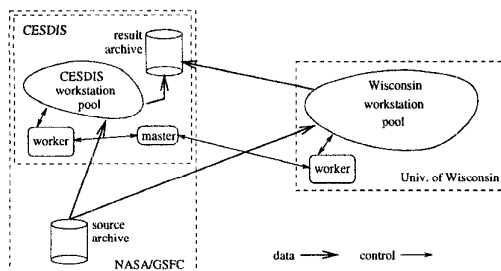 CESDIS
result
archive
CESDIS
workstation
pool
Wisconsin
workstation
pool
worker
master
worker
Univ. of Wisconsin
source
archive
NASA/GSFC
data
control